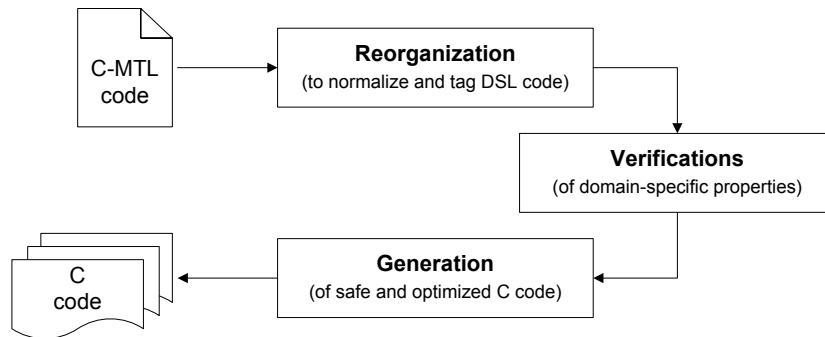 C-MTL
code
Reorganization
(to normalize and tag DSL code)
Verifications
(of domain-specific properties)
Generation
(of safe and optimized C code)
C
code